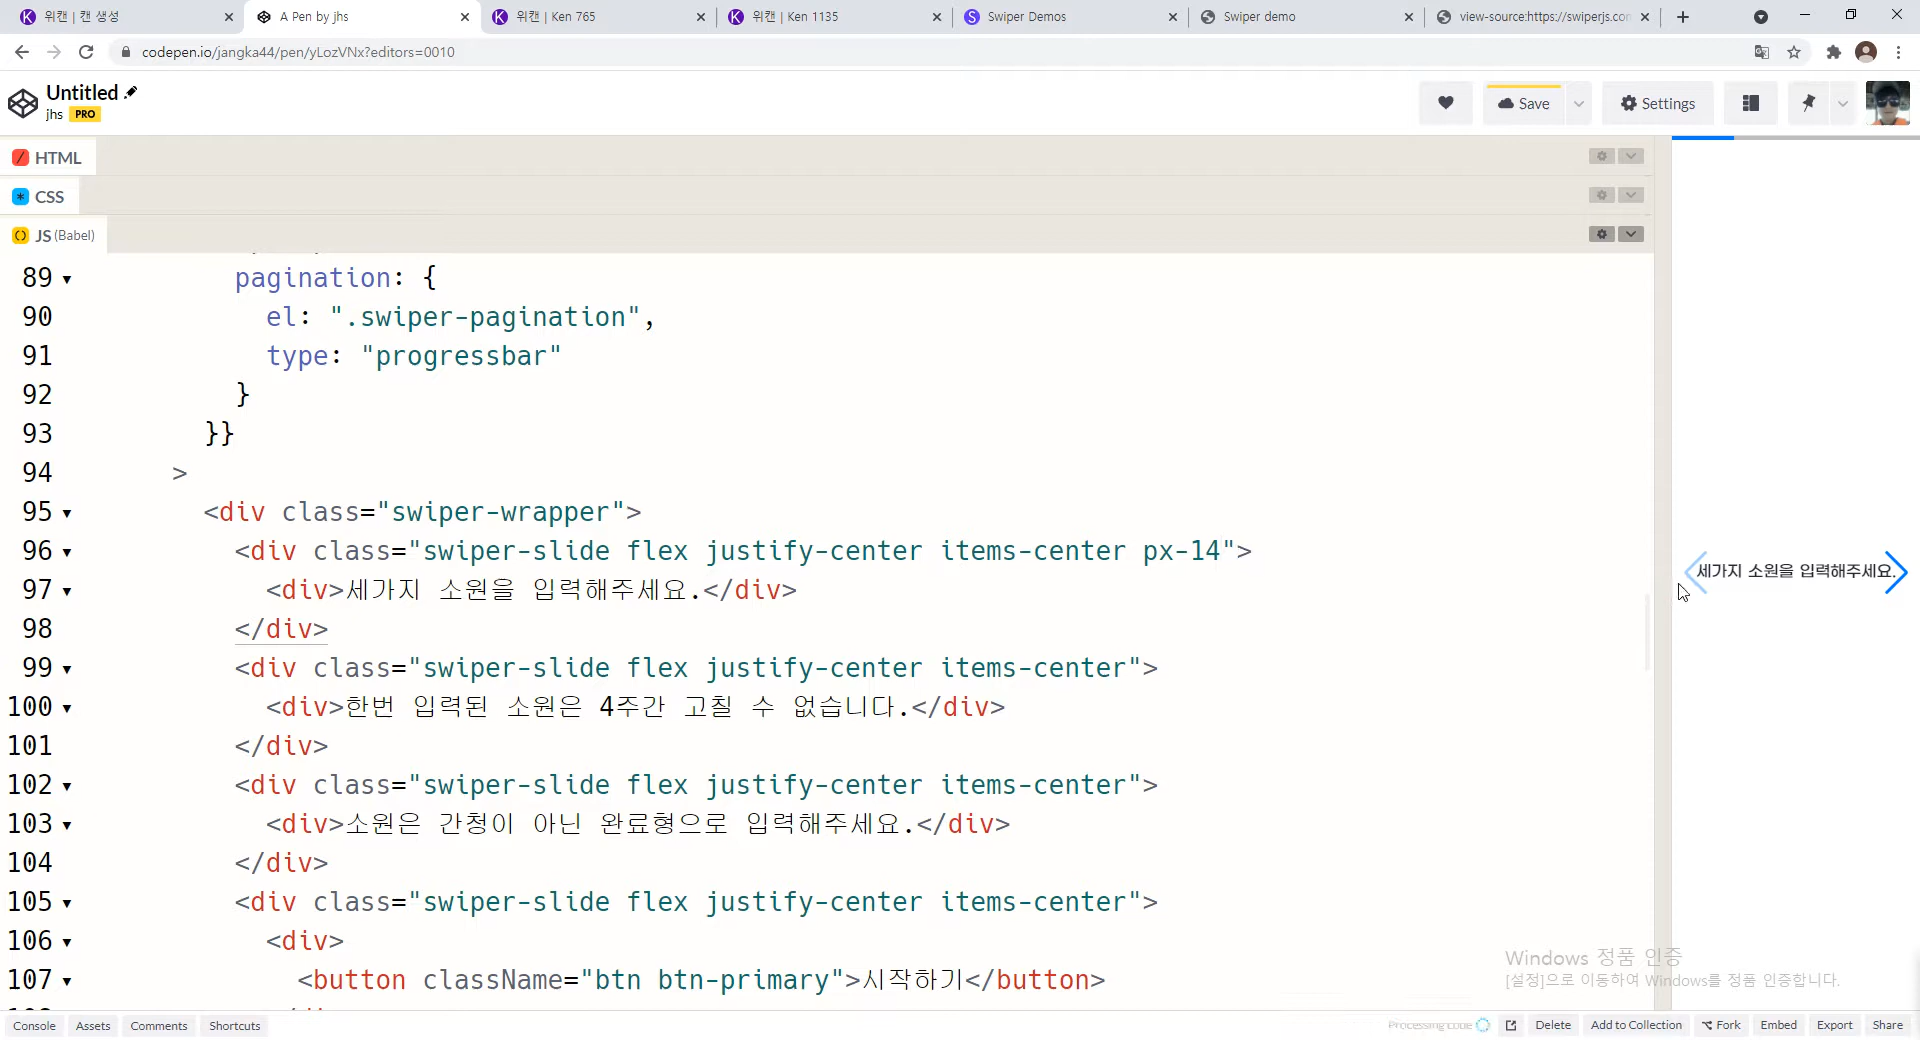 위캔 | 캔 생성
A Pen by jhs
위캔 | Ken 765
위캔 | Ken 1135
Swiper Demos
Swiper demo
view-source:https://swiperjs.con
codepen.io/jangka44/pen/yLozVNx?editors=0010
Untitled
jhs PRO
Save
Settings
HTML
CSS
JS (Babel)
89 pagination: {
90 el: ".swiper-pagination",
91 type: "progressbar"
92 }
93 }}
94 >
95 <div class="swiper-wrapper">
96 <div class="swiper-slide flex justify-center items-center px-14">
97 <div>세가지 소원을 입력해주세요.</div>
98 </div>
99 <div class="swiper-slide flex justify-center items-center">
100 <div>한번 입력된 소원은 4주간 고칠 수 없습니다.</div>
101 </div>
102 <div class="swiper-slide flex justify-center items-center">
103 <div>소원은 간청이 아닌 완료형으로 입력해주세요.</div>
104 </div>
105 <div class="swiper-slide flex justify-center items-center">
106 <div>
107 <button className="btn btn-primary">시작하기</button>
세가지 소원을 입력해주세요.
Windows 정품 인증
[설정]으로 이동하여 Windows를 정품 인증합니다.
Console
Assets
Comments
Shortcuts
Processing code
Delete
Add to Collection
Fork
Embed
Export
Share